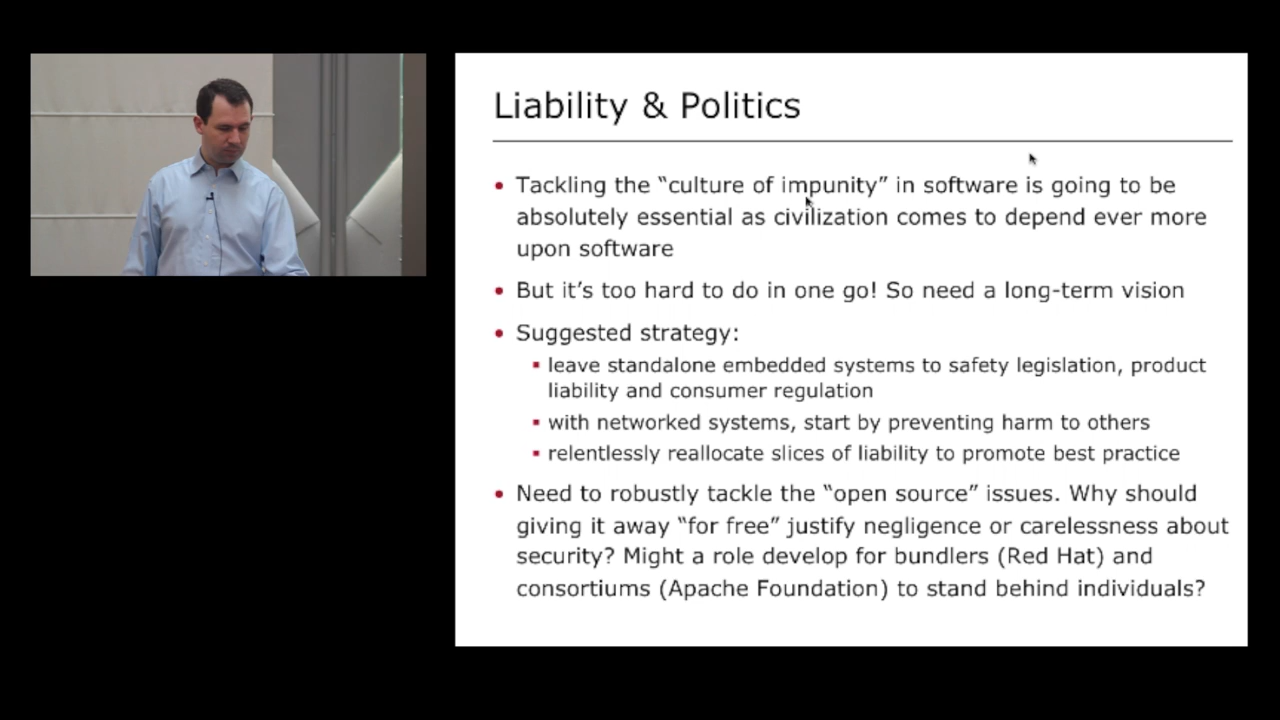 Liability & Politics
• Tackling the “culture of impunity” in software is going to be
absolutely essential as civilization comes to depend ever more
upon software
• But it’s too hard to do in one go! So need a long-term vision
• Suggested strategy:
▪ leave standalone embedded systems to safety legislation, product
liability and consumer regulation
▪ with networked systems, start by preventing harm to others
▪ relentlessly reallocate slices of liability to promote best practice
• Need to robustly tackle the “open source” issues. Why should
giving it away “for free” justify negligence or carelessness about
security? Might a role develop for bundlers (Red Hat) and
consortiums (Apache Foundation) to stand behind individuals?